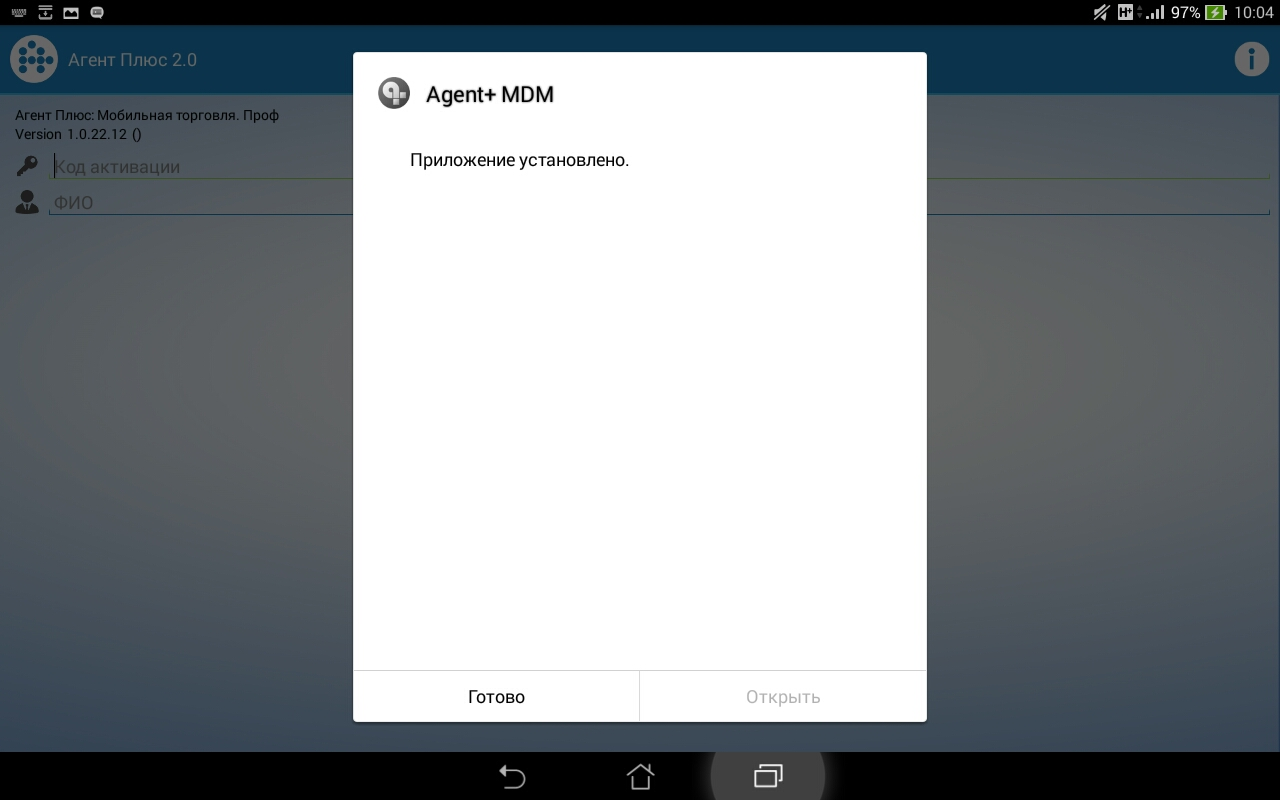 97% 10:04
Агент Плюс 2.0
Агент Плюс: Мобильная торговля. Проф
Version 1.0.22.12 ()
Код активации
ФИО
Agent+ MDM
Приложение установлено.
Готово
Открыть